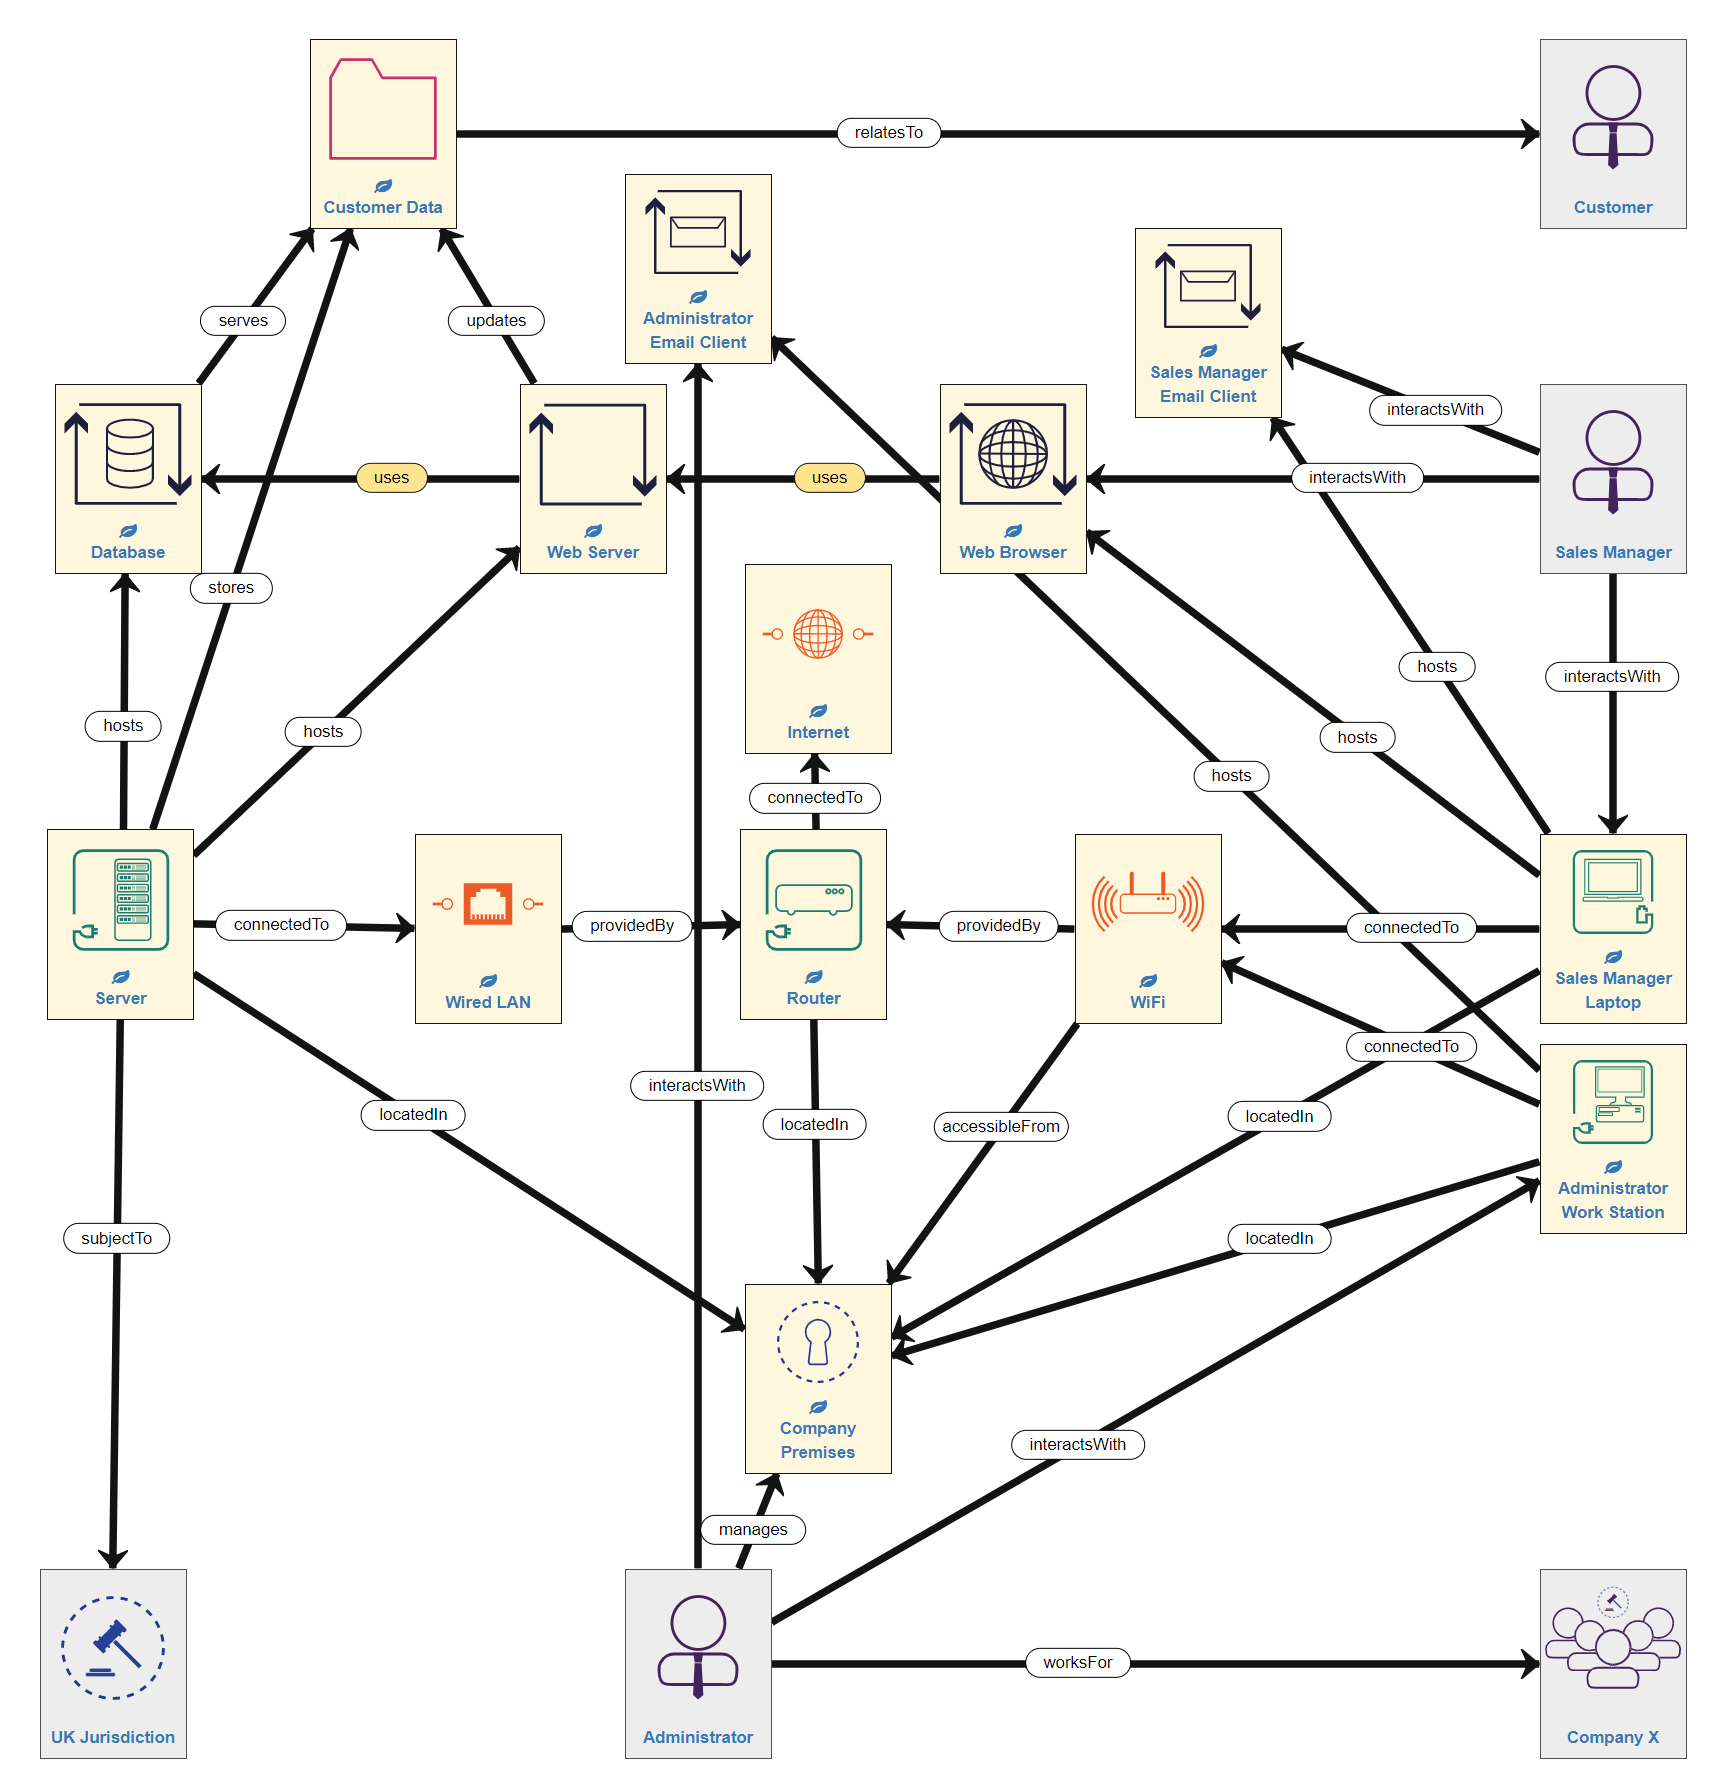 relatesTo
Customer Data
Customer
serves
updates
Administrator
Email Client
Sales Manager
Email Client
interactsWith
uses
uses
interactsWith
Database
Web Server
Web Browser
Sales Manager
stores
hosts
interactsWith
hosts
hosts
Internet
hosts
hosts
connectedTo
connectedTo
providedBy
providedBy
connectedTo
Server
Wired LAN
Router
WiFi
Sales Manager
Laptop
connectedTo
interactsWith
locatedIn
locatedIn
accessibleFrom
locatedIn
Administrator
Work Station
subjectTo
locatedIn
Company
Premises
interactsWith
manages
worksFor
UK Jurisdiction
Administrator
Company X